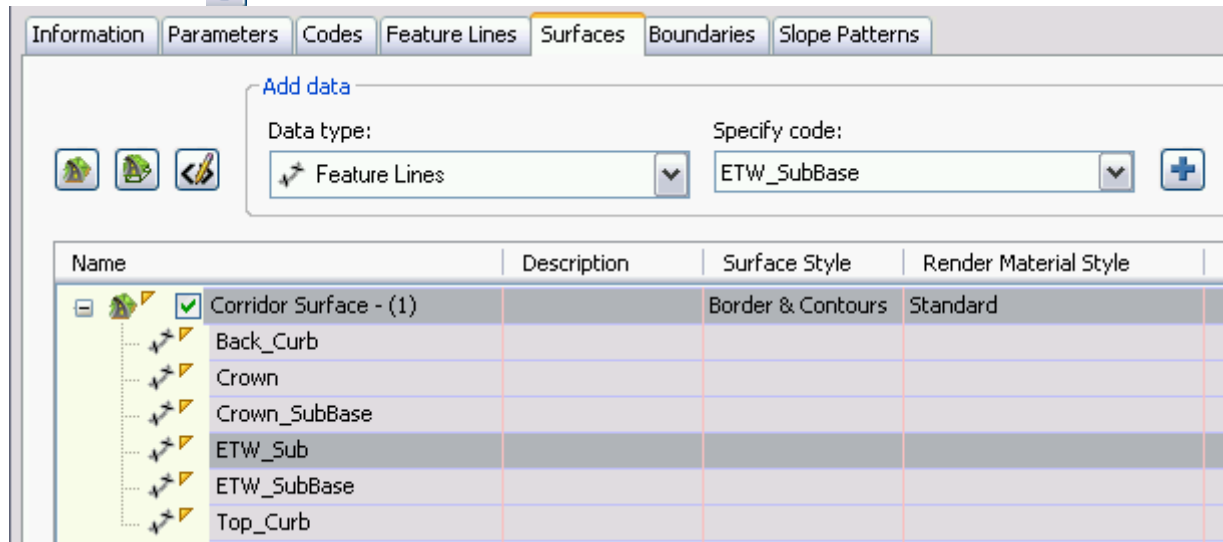 Information Parameters Codes Feature Lines Surfaces Boundaries Slope Patterns
Add data
Data type: Specify code:
Feature Lines ETW_SubBase
Name Description Surface Style Render Material Style
Corridor Surface - (1) Border & Contours Standard
Back_Curb
Crown
Crown_SubBase
ETW_Sub
ETW_SubBase
Top_Curb